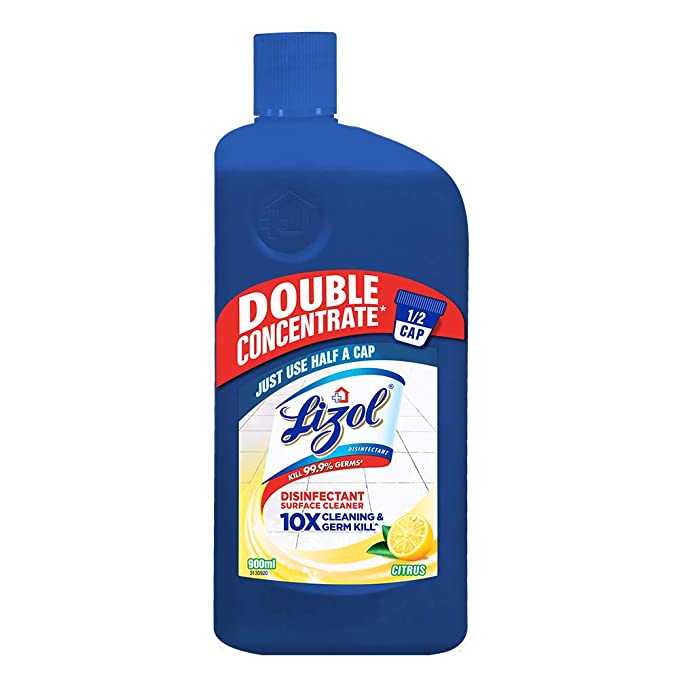 DOUBLE
CONCENTRATE*
1/2
CAP
JUST USE HALF A CAP
Lizol®
DISINFECTANT
KILL 99.9% GERMS
DISINFECTANT
SURFACE CLEANER
10X CLEANING &
GERM KILL^
900ml
3130920
CITRUS